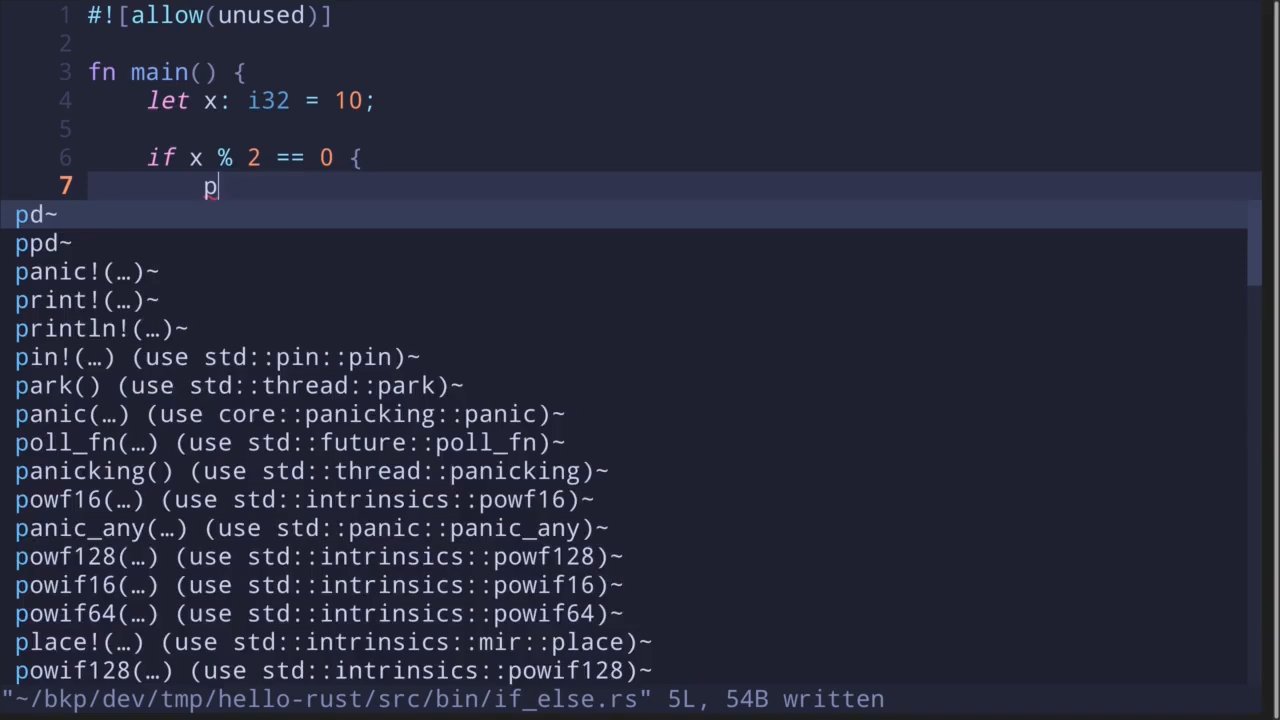 1 #![allow(unused)]
2
3 fn main() {
4 let x: i32 = 10;
5
6 if x % 2 == 0 {
7 p
pd~
ppd~
panic!(…)~
print!(…)~
println!(…)~
pin!(…) (use std::pin::pin)~
park() (use std::thread::park)~
panic(…) (use core::panicking::panic)~
poll_fn(…) (use std::future::poll_fn)~
panicking() (use std::thread::panicking)~
powf16(…) (use std::intrinsics::powf16)~
panic_any(…) (use std::panic::panic_any)~
powf128(…) (use std::intrinsics::powf128)~
powif16(…) (use std::intrinsics::powif16)~
powif64(…) (use std::intrinsics::powif64)~
place!(…) (use std::intrinsics::mir::place)~
powif128(…) (use std::intrinsics::powif128)~
"~/bkp/dev/tmp/hello-rust/src/bin/if_else.rs" 5L, 54B written